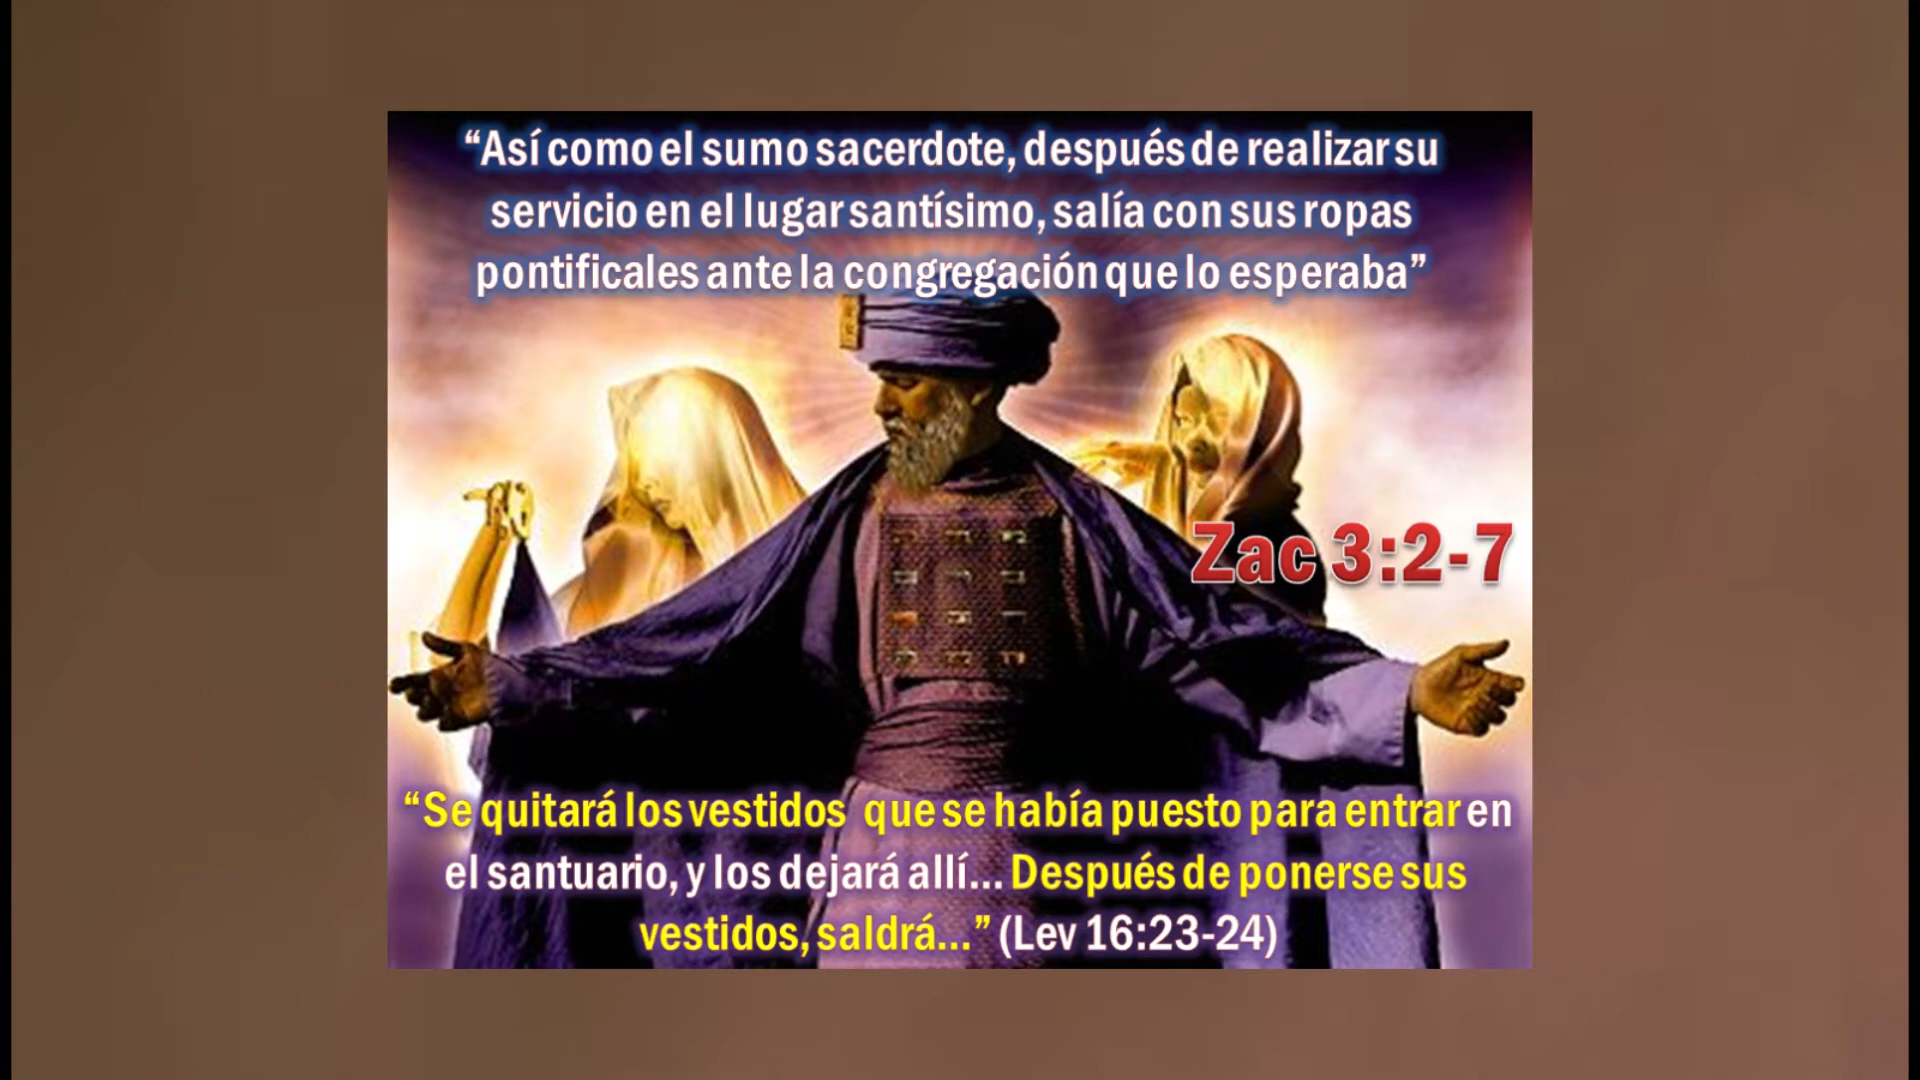 “Así como el sumo sacerdote, después de realizar su
servicio en el lugar santísimo, salía con sus ropas
pontificales ante la congregación que lo esperaba”
Zac 3:2-7
“Se quitará los vestidos que se había puesto para entrar en
el santuario, y los dejará allí... Después de ponerse sus
vestidos, saldrá...” (Lev 16:23-24)